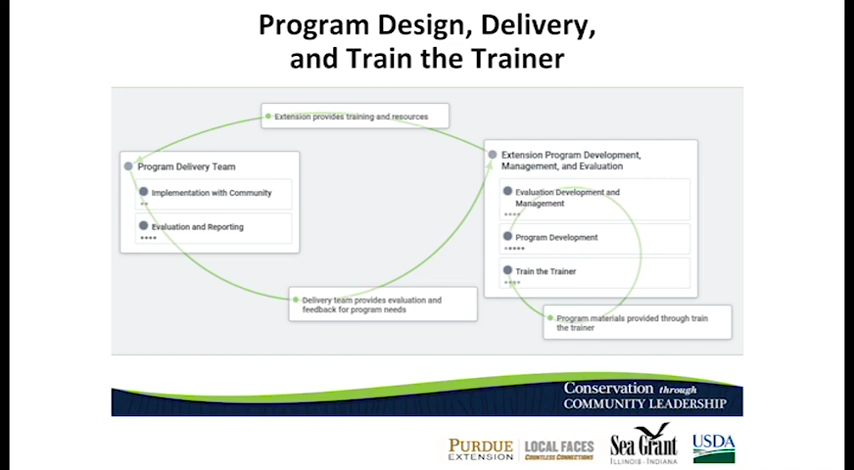 Program Design, Delivery,
and Train the Trainer
Extension provides training and resources
Program Delivery Team
Implementation with Community
Evaluation and Reporting
Extension Program Development,
Management, and Evaluation
Evaluation Development and
Management
Program Development
Train the Trainer
Delivery team provides evaluation and
feedback for program needs
Program materials provided through train
the trainer
Conservation through
COMMUNITY LEADERSHIP
PURDUE
EXTENSION
LOCAL FACES
COUNTLESS CONNECTIONS
Sea Grant
ILLINOIS-INDIANA
USDA